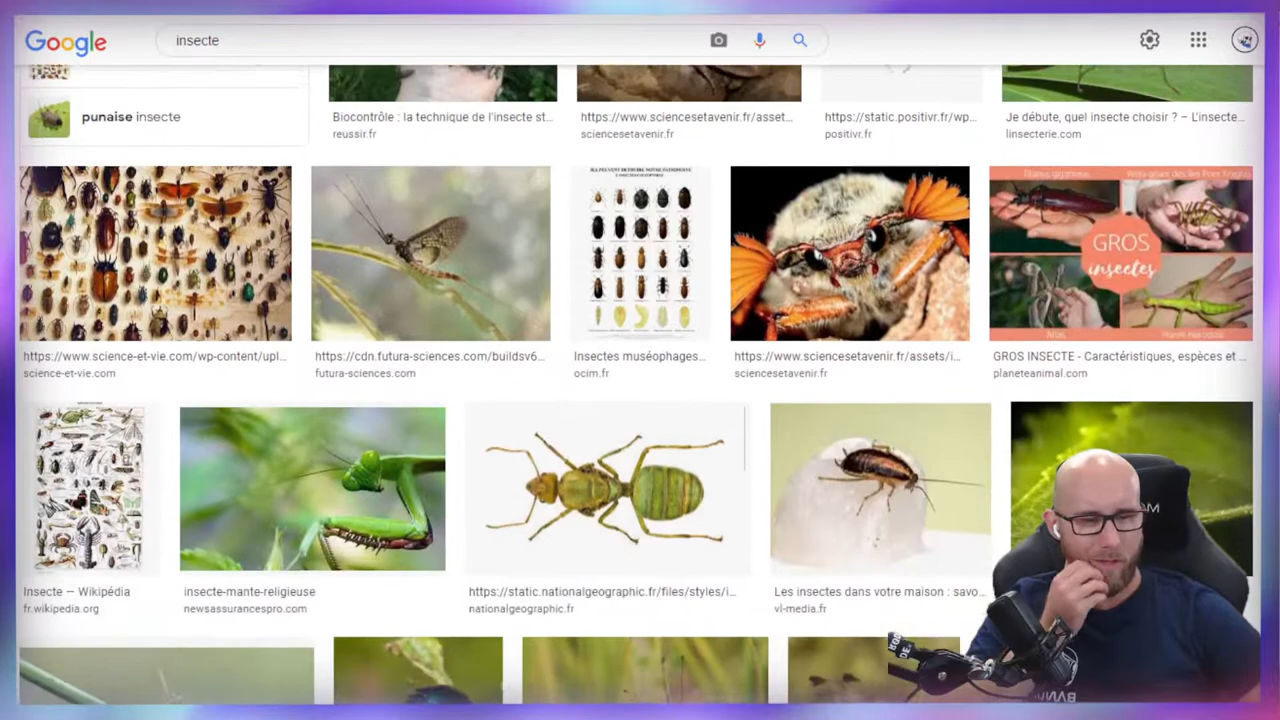 Google
insecte
punaise insecte
Biocontrôle : la technique de l'insecte st...
reussir.fr
https://www.sciencesetavenir.fr/asset...
sciencesetavenir.fr
https://static.positivr.fr/wp...
positivr.fr
Je débute, quel insecte choisir ? – L'insecte...
linsecterie.com
GROS
insectes
https://www.science-et-vie.com/wp-content/upl...
science-et-vie.com
https://cdn.futura-sciences.com/buildsv6...
futura-sciences.com
Insectes muséophages...
ocim.fr
https://www.sciencesetavenir.fr/assets/i...
sciencesetavenir.fr
GROS INSECTE - Caractéristiques, espèces et ...
planeteanimal.com
Insecte — Wikipédia
fr.wikipedia.org
insecte-mante-religieuse
newsassurancespro.com
https://static.nationalgeographic.fr/files/styles/i...
nationalgeographic.fr
Les insectes dans votre maison : savo...
vl-media.fr